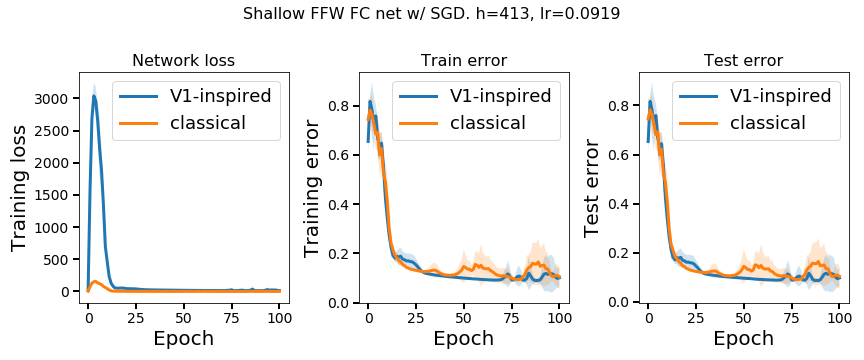 Shallow FFW FC net w/ SGD. h=413, lr=0.0919
Network loss
Training loss
3000
2500
2000
1500
1000
500
0
V1-inspired
classical
0 25 50 75 100
Epoch
Train error
Training error
0.8
0.6
0.4
0.2
0.0
V1-inspired
classical
0 25 50 75 100
Epoch
Test error
Test error
0.8
0.6
0.4
0.2
0.0
V1-inspired
classical
0 25 50 75 100
Epoch